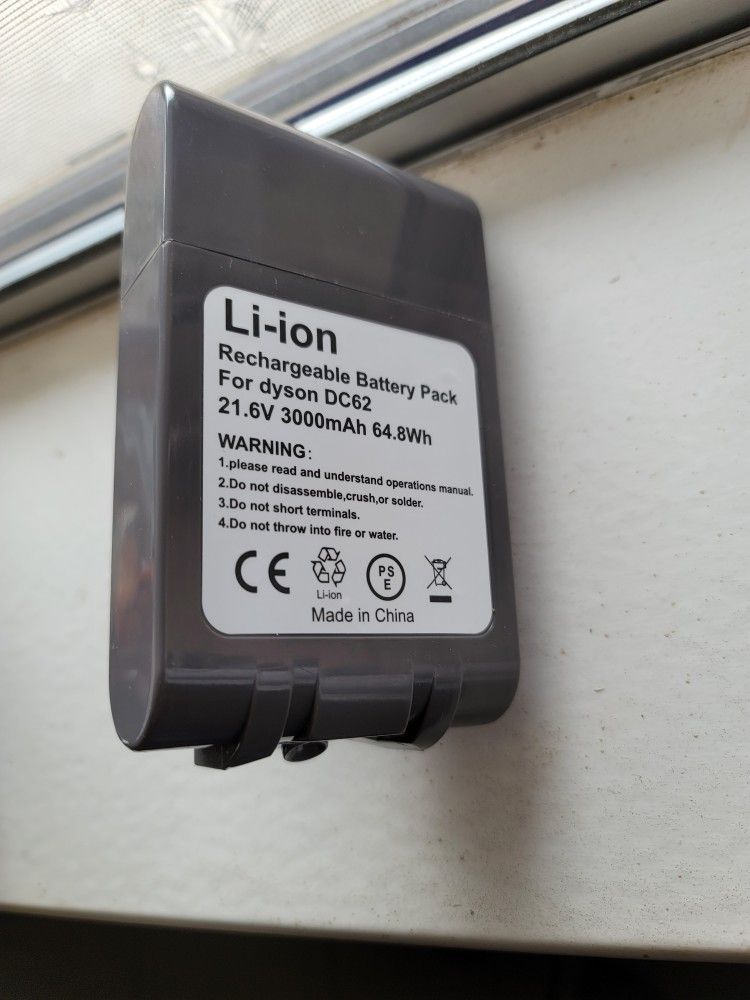 Li-ion
Rechargeable Battery Pack
For dyson DC62
21.6V 3000mAh 64.8Wh
WARNING:
1.please read and understand operations manual.
2.Do not disassemble,crush,or solder.
3.Do not short terminals.
4.Do not throw into fire or water.
CE
Li-ion
PS
E
Made in China